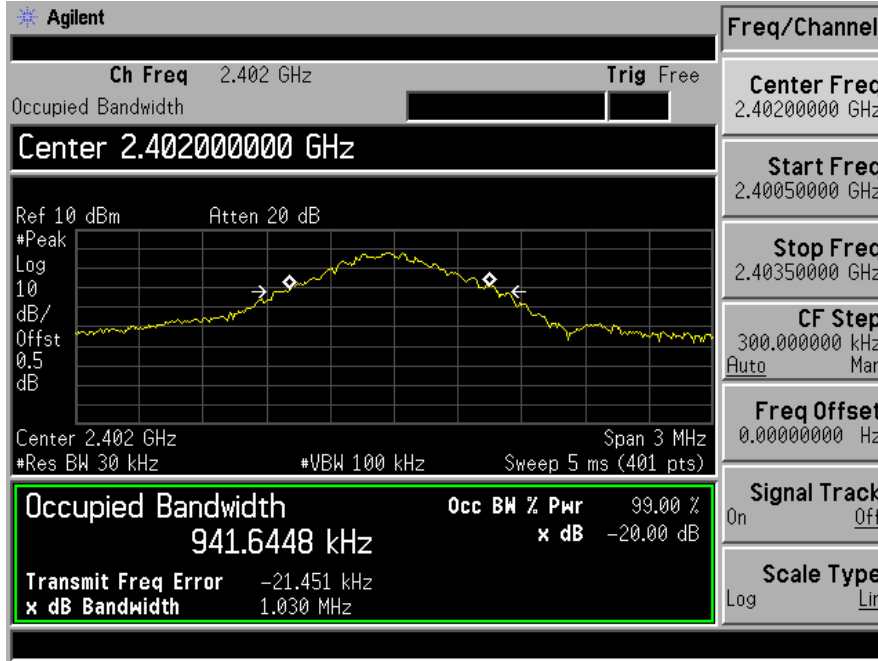 Agilent
Freq/Channel
Ch Freq 2.402 GHz Trig Free
Occupied Bandwidth
Center 2.402000000 GHz
Ref 10 dBm Atten 20 dB
#Peak
Log
10
dB/
Offst
0.5
dB
Center 2.402 GHz Span 3 MHz
#Res BW 30 kHz #VBW 100 kHz Sweep 5 ms (401 pts)
Occupied Bandwidth Occ BW % Pwr 99.00 %
941.6448 kHz x dB -20.00 dB
Transmit Freq Error -21.451 kHz
x dB Bandwidth 1.030 MHz
Center Freq
2.40200000 GHz
Start Freq
2.40050000 GHz
Stop Freq
2.40350000 GHz
CF Step
300.000000 kHz
Auto Man
Freq Offset
0.00000000 Hz
Signal Track
On Off
Scale Type
Log Lin